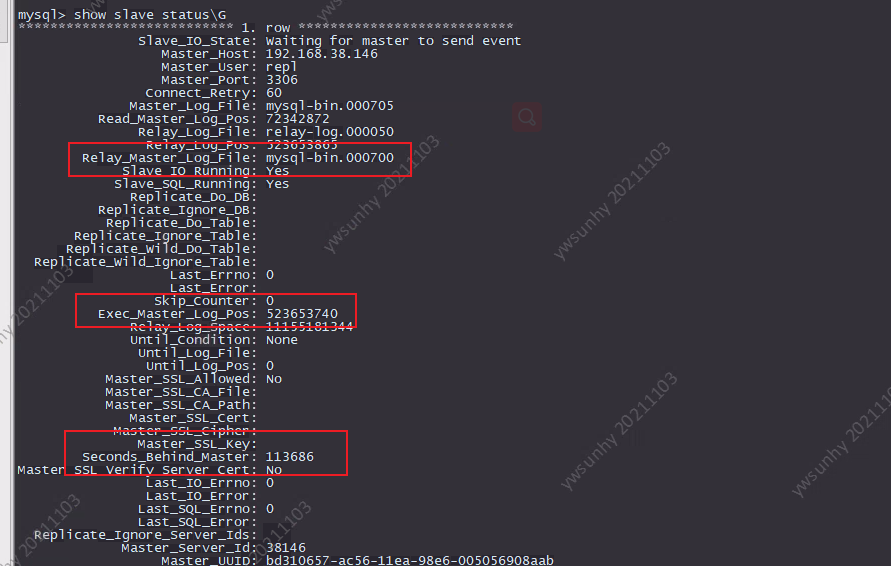 mysql> show slave status\G
*************************** 1. row ***************************
Slave_IO_State: Waiting for master to send event
Master_Host: 192.168.38.146
Master_User: repl
Master_Port: 3306
Connect_Retry: 60
Master_Log_File: mysql-bin.000705
Read_Master_Log_Pos: 72342872
Relay_Log_File: relay-log.000050
Relay_Log_Pos: 523653865
Relay_Master_Log_File: mysql-bin.000700
Slave_IO_Running: Yes
Slave_SQL_Running: Yes
Replicate_Do_DB:
Replicate_Ignore_DB:
Replicate_Do_Table:
Replicate_Ignore_Table:
Replicate_Wild_Do_Table:
Replicate_Wild_Ignore_Table:
Last_Errno: 0
Last_Error:
Skip_Counter: 0
Exec_Master_Log_Pos: 523653740
Relay_Log_Space: 11155181344
Until_Condition: None
Until_Log_File:
Until_Log_Pos: 0
Master_SSL_Allowed: No
Master_SSL_CA_File:
Master_SSL_CA_Path:
Master_SSL_Cert:
Master_SSL_Cipher:
Master_SSL_Key:
Seconds_Behind_Master: 113686
Master_SSL_Verify_Server_Cert: No
Last_IO_Errno: 0
Last_IO_Error:
Last_SQL_Errno: 0
Last_SQL_Error:
Replicate_Ignore_Server_Ids:
Master_Server_Id: 38146
Master_UUID: bd310657-ac56-11ea-98e6-005056908aab
ywsunhy 20211103
ywsunhy 20211103
ywsunhy 20211103
ywsunhy 20211103